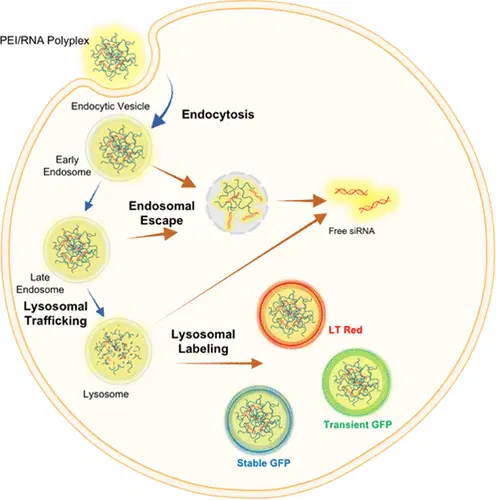 PEI/RNA Polyplex
Endocytic Vesicle
Endocytosis
Early
Endosome
Endosomal
Escape
Free siRNA
Late
Endosome
Lysosomal
Trafficking
Lysosomal
Labeling
LT Red
Lysosome
Transient GFP
Stable GFP